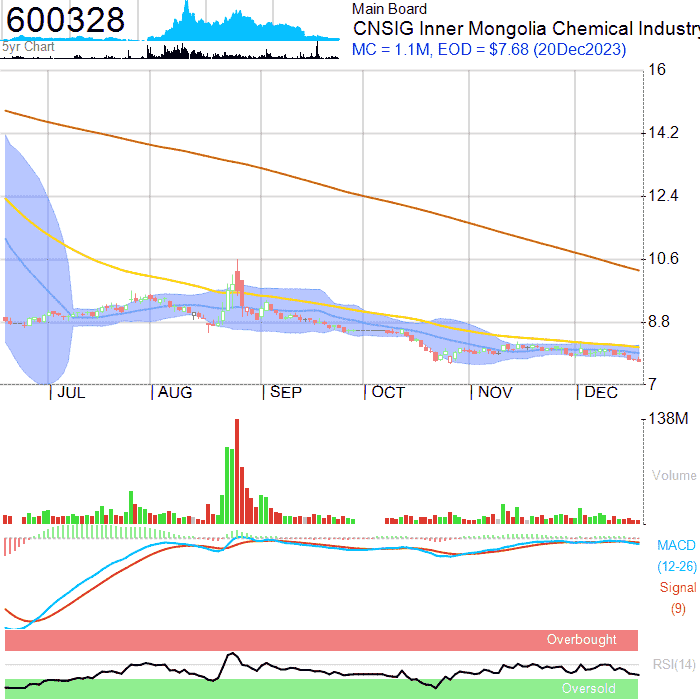 600328
5yr Chart
Main Board
CNSIG Inner Mongolia Chemical Industry
MC = 1.1M, EOD = $7.68 (20Dec2023)
16
14.2
12.4
10.6
8.8
7
JUL
AUG
SEP
OCT
NOV
DEC
138M
Volume
MACD
(12-26)
Signal
(9)
Overbought
RSI(14)
Oversold